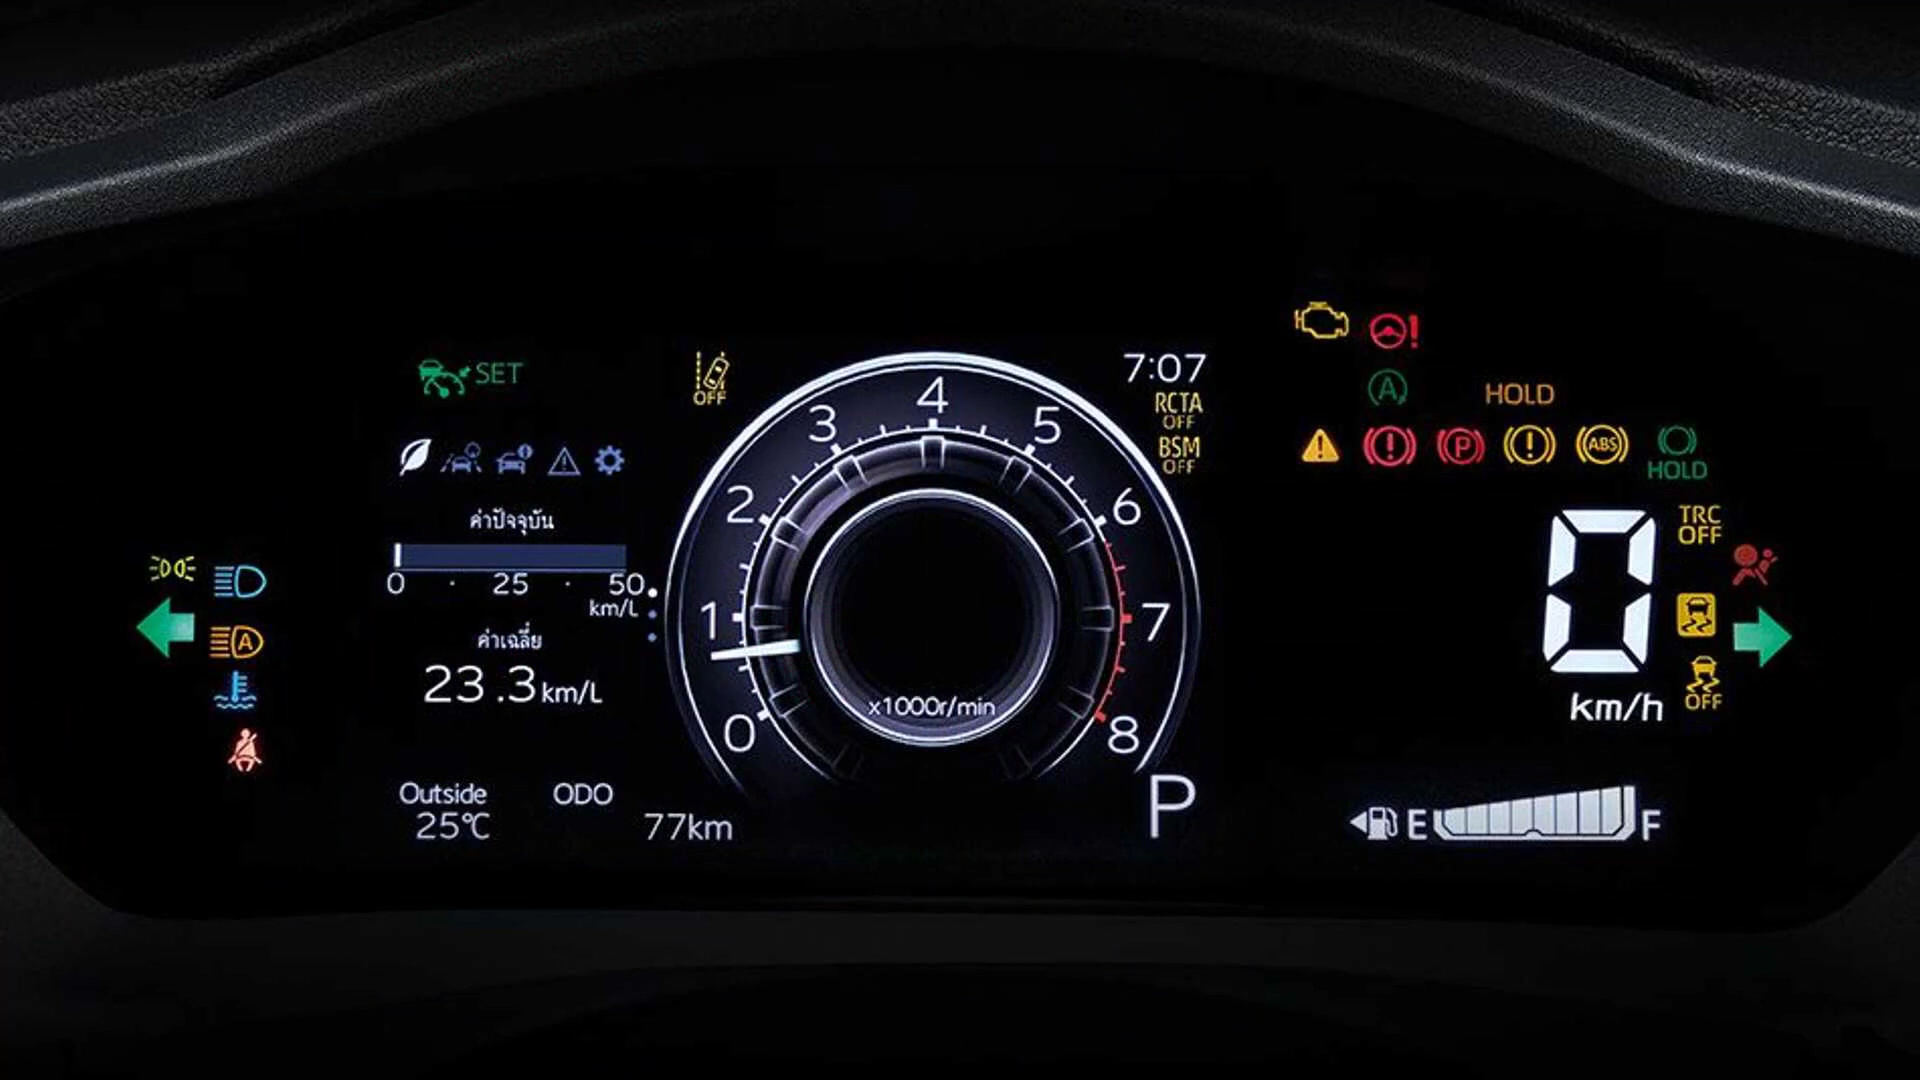 SET
OFF
7:07
RCTA
OFF
BSM
OFF
HOLD
A
! P ! ABS
HOLD
ค่าปัจจุบัน
0 · 25 · 50
km/L
ค่าเฉลี่ย
23.3km/L
A
Outside
25℃
ODO
77km
0 1 2 3 4 5 6 7 8
x1000r/min
P
TRC
OFF
0
km/h
OFF
E F